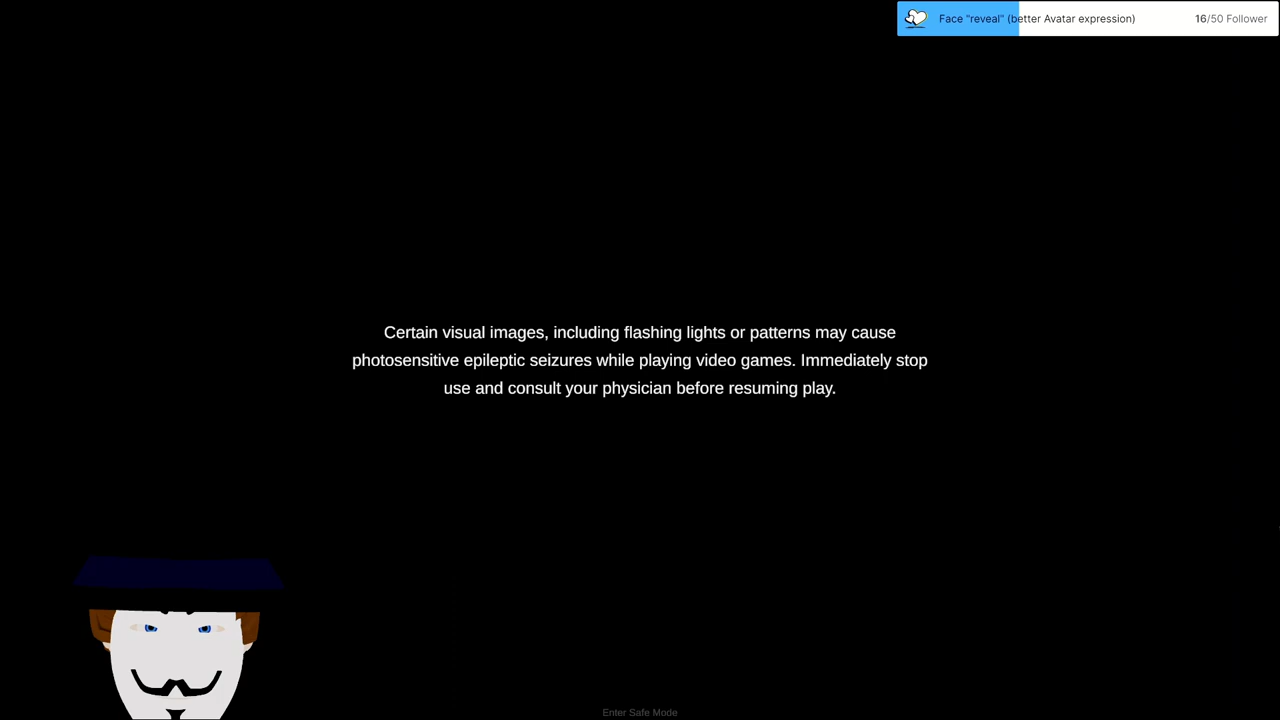 Face "reveal" (better Avatar expression) 16/50 Follower
Certain visual images, including flashing lights or patterns may cause
photosensitive epileptic seizures while playing video games. Immediately stop
use and consult your physician before resuming play.
Enter Safe Mode